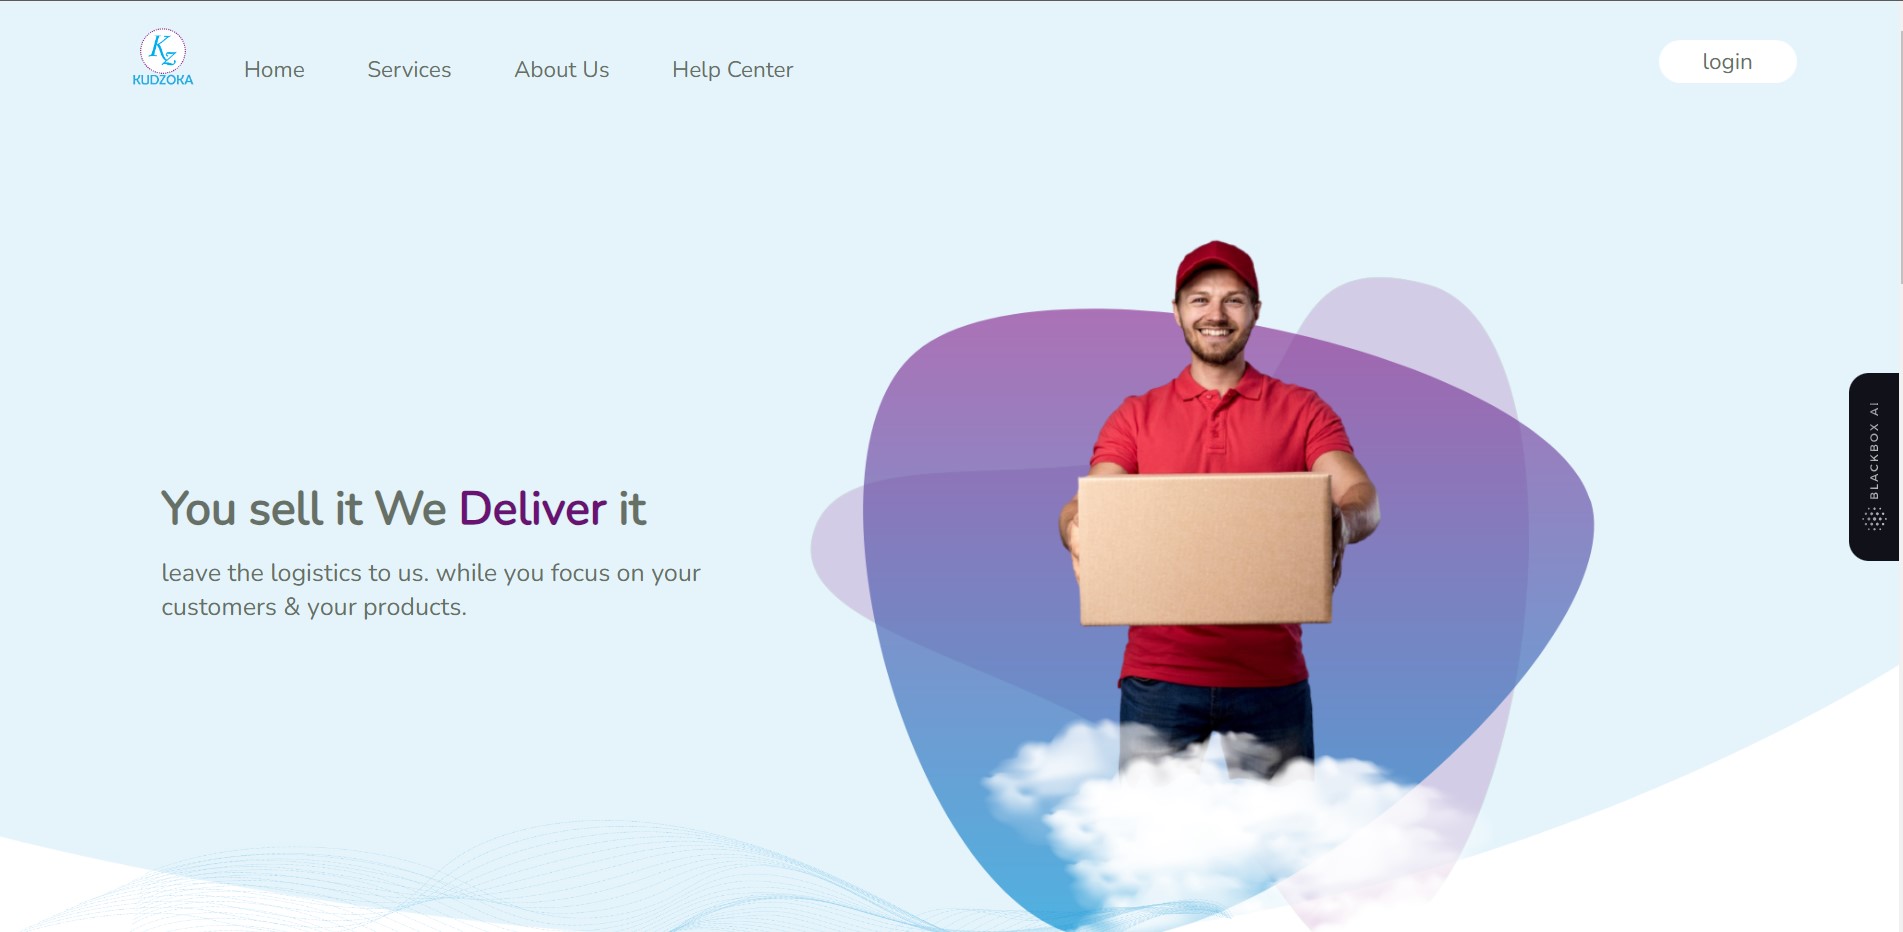 Kz
KUDZOKA
Home
Services
About Us
Help Center
login
You sell it We Deliver it
leave the logistics to us. while you focus on your
customers & your products.
BLACKBOX AI